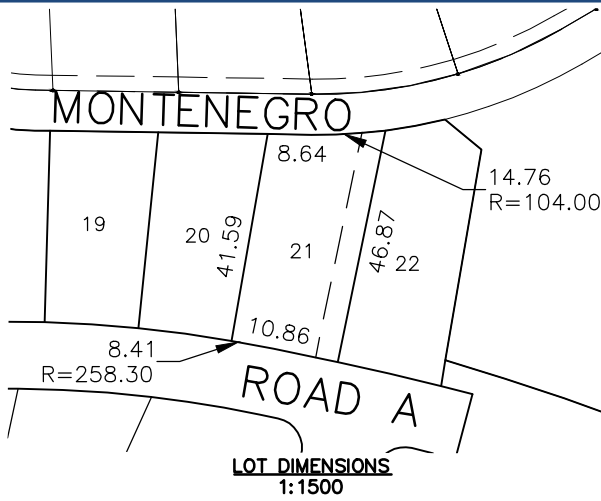 MONTENEGRO
8.64
14.76
R=104.00
19
20
41.59
21
46.87
22
10.86
8.41
R=258.30
ROAD A
LOT DIMENSIONS
1:1500